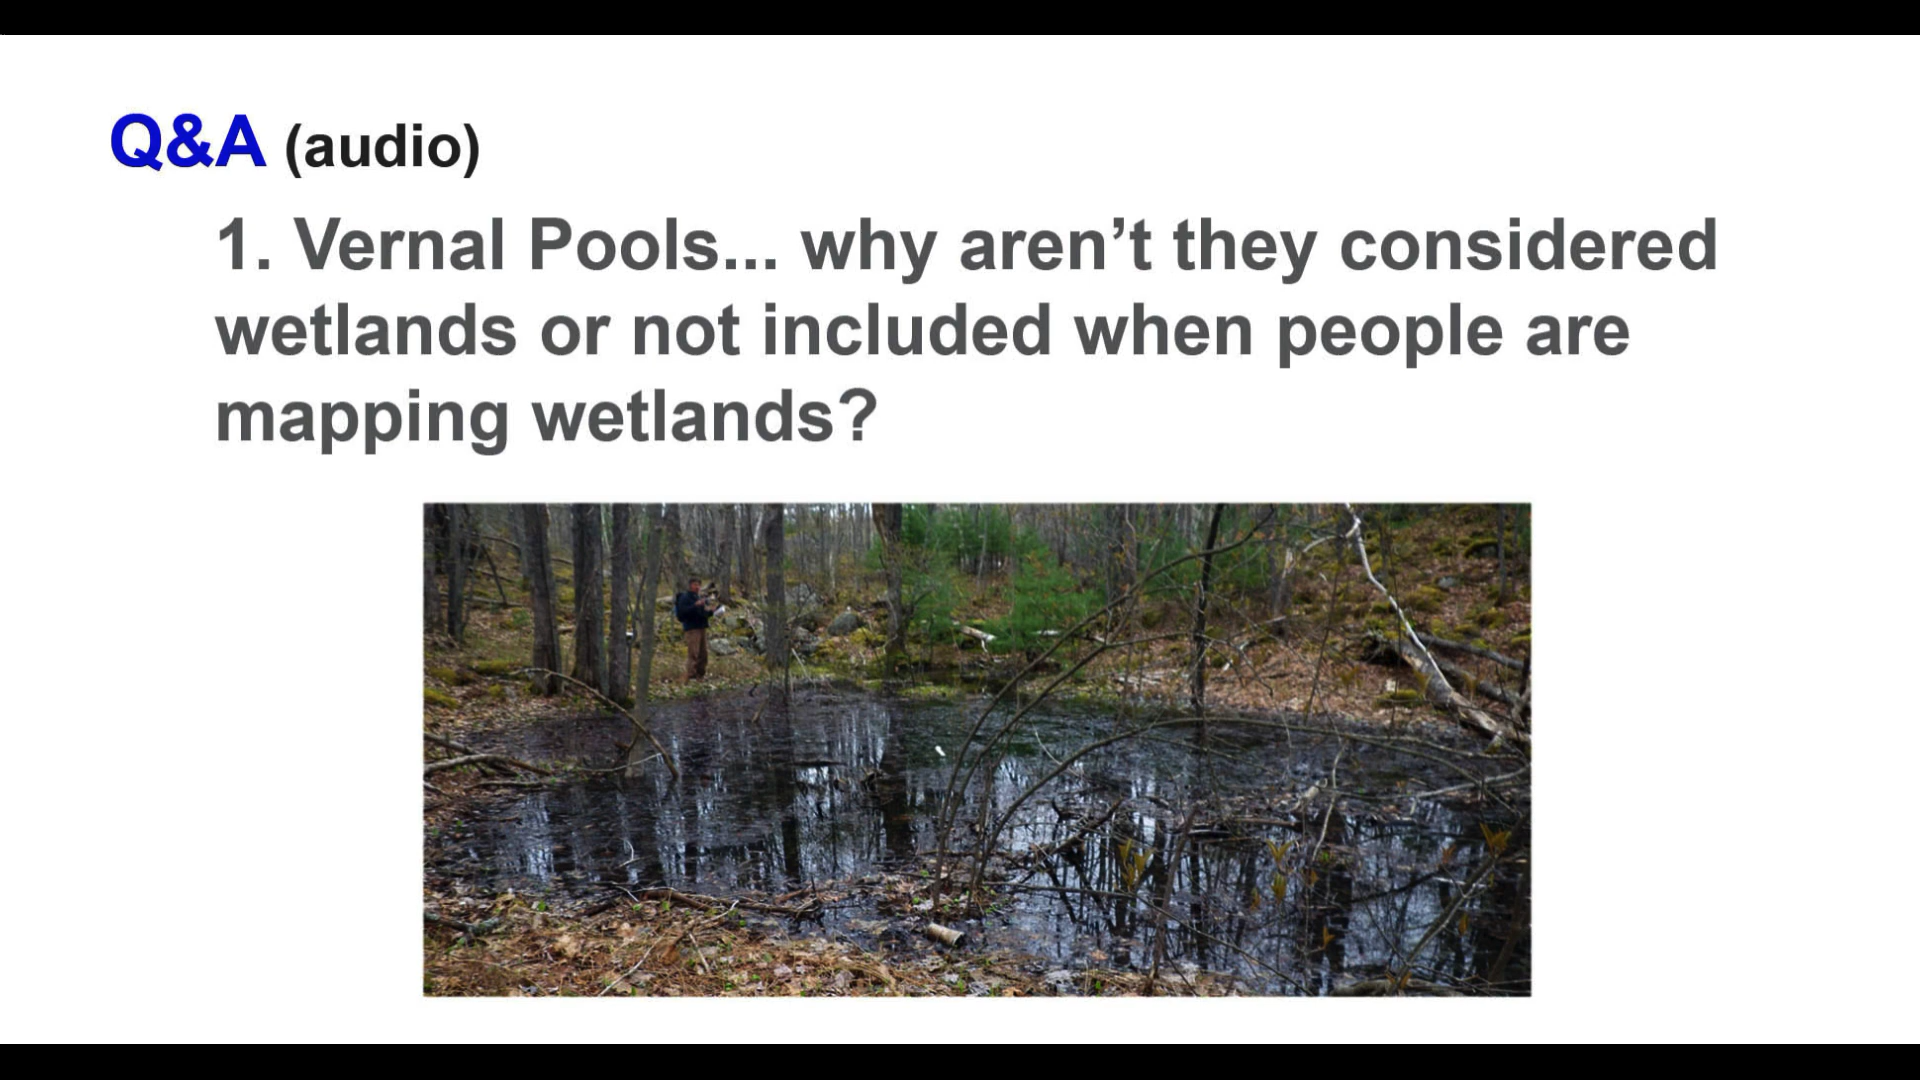 Q&A (audio)
1. Vernal Pools... why aren’t they considered
wetlands or not included when people are
mapping wetlands?